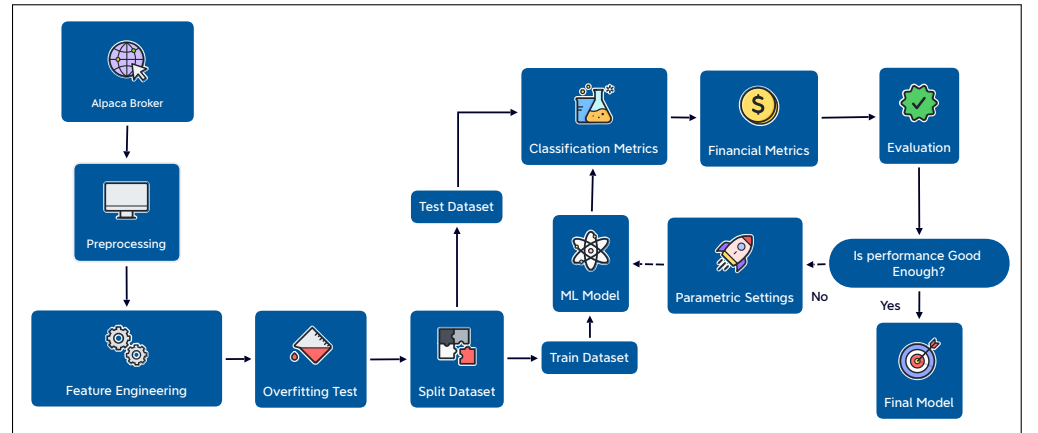 Alpaca Broker
Preprocessing
Feature Engineering
Overfitting Test
Split Dataset
Test Dataset
Train Dataset
ML Model
Classification Metrics
Financial Metrics
Evaluation
Is performance Good
Enough?
No
Parametric Settings
Yes
Final Model